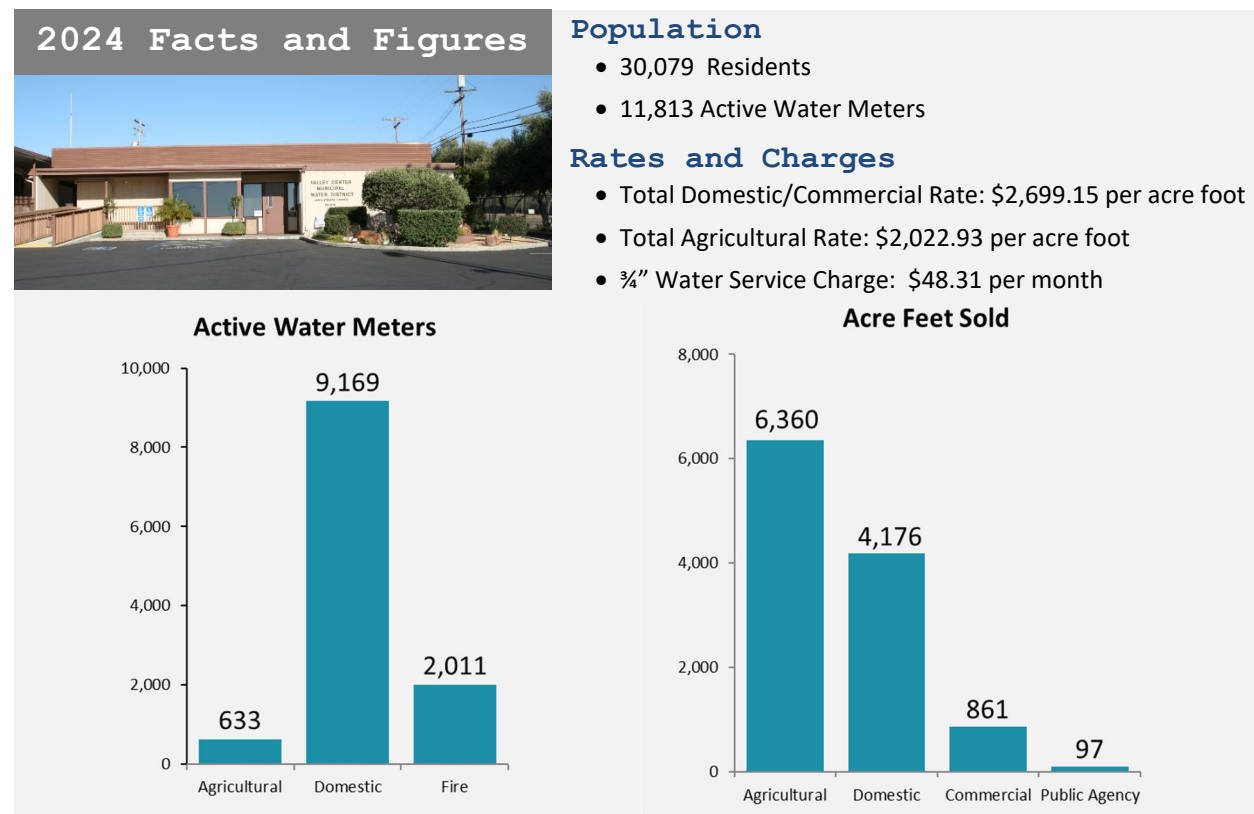 2024 Facts and Figures
VALLEY CENTER
MUNICIPAL
WATER DISTRICT
Population
• 30,079 Residents
• 11,813 Active Water Meters
Rates and Charges
• Total Domestic/Commercial Rate: $2,699.15 per acre foot
• Total Agricultural Rate: $2,022.93 per acre foot
• ¾” Water Service Charge: $48.31 per month
Active Water Meters
10,000
8,000
6,000
4,000
2,000
0
633
9,169
2,011
Agricultural Domestic Fire
Acre Feet Sold
8,000
6,000
4,000
2,000
0
6,360
4,176
861
97
Agricultural Domestic Commercial Public Agency